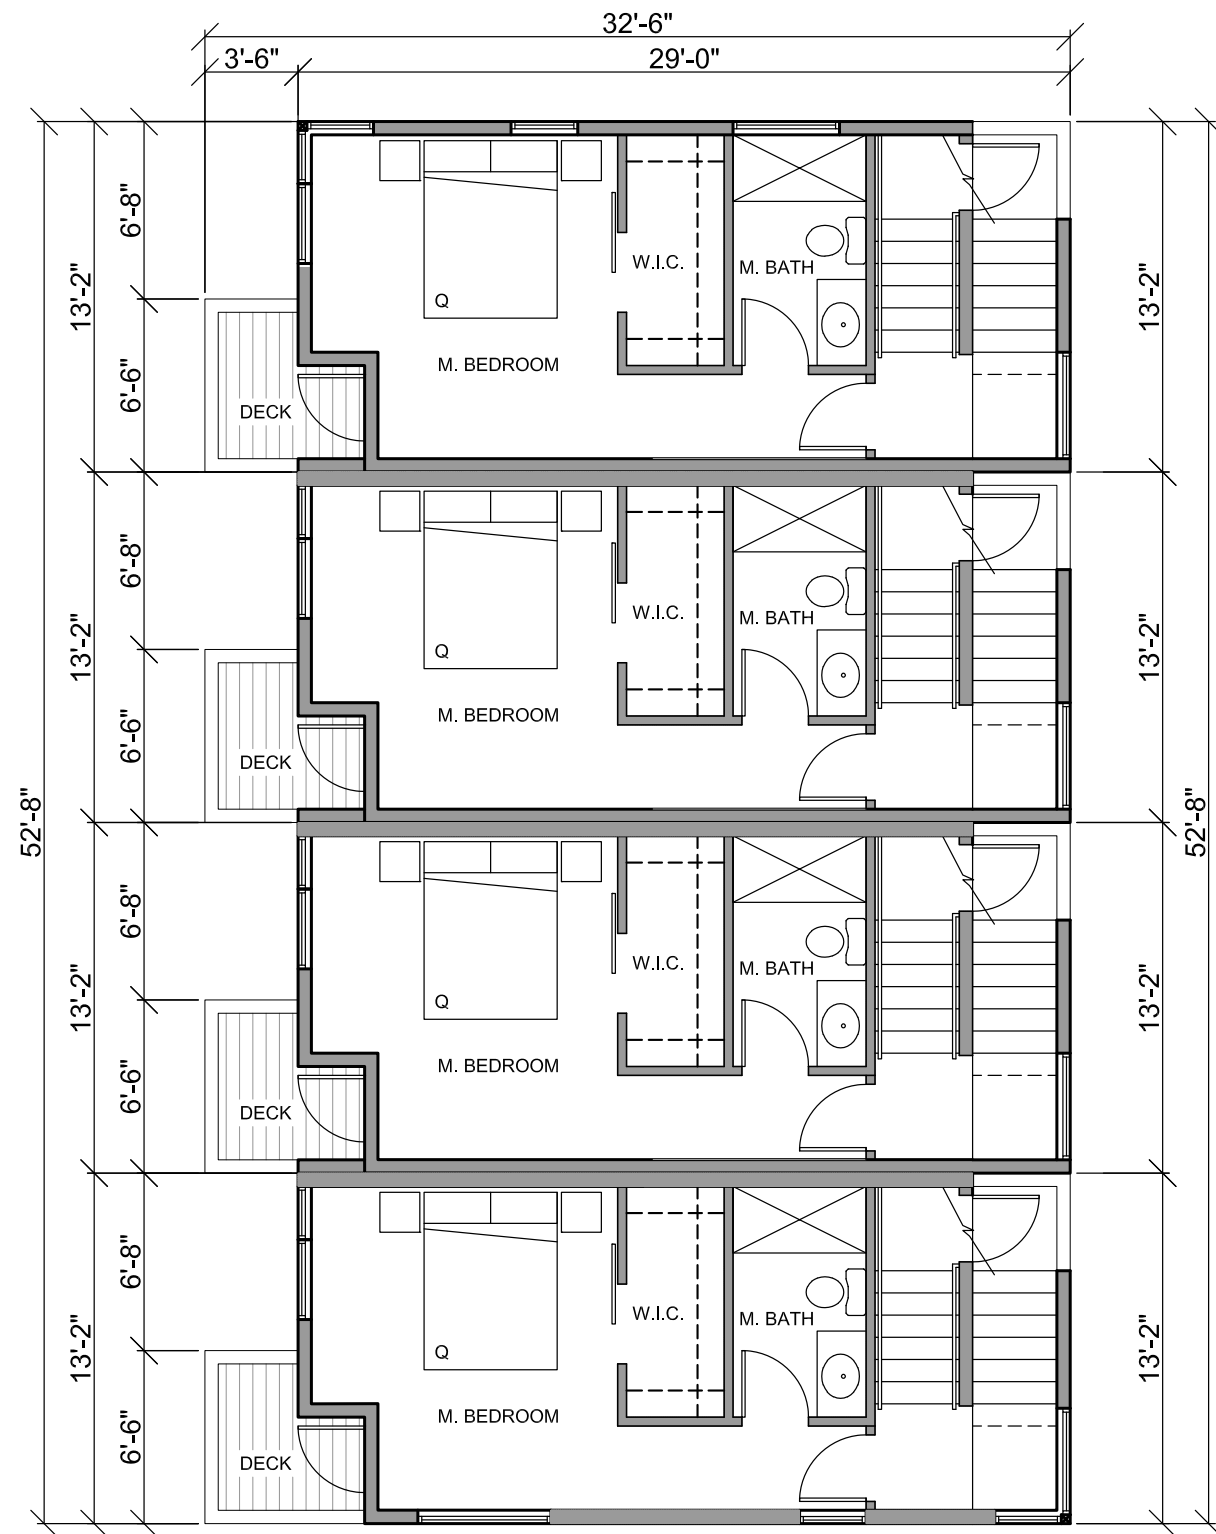 32'-6"
3'-6"
29'-0"
6'-8"
13'-2"
W.I.C.
M. BATH
13'-2"
Q
M. BEDROOM
6'-6"
DECK
6'-8"
13'-2"
W.I.C.
M. BATH
13'-2"
Q
M. BEDROOM
6'-6"
DECK
52'-8"
52'-8"
6'-8"
13'-2"
W.I.C.
M. BATH
13'-2"
Q
M. BEDROOM
6'-6"
DECK
6'-8"
13'-2"
W.I.C.
M. BATH
13'-2"
Q
M. BEDROOM
6'-6"
DECK